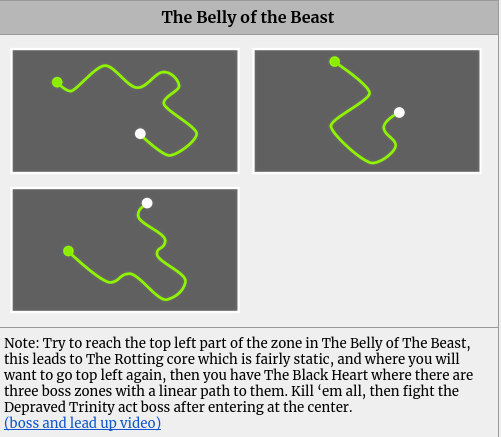 The Belly of the Beast
Note: Try to reach the top left part of the zone in The Belly of The Beast,
this leads to The Rotting core which is fairly static, and where you will
want to go top left again, then you have The Black Heart where there are
three boss zones with a linear path to them. Kill ‘em all, then fight the
Depraved Trinity act boss after entering at the center.
(boss and lead up video)